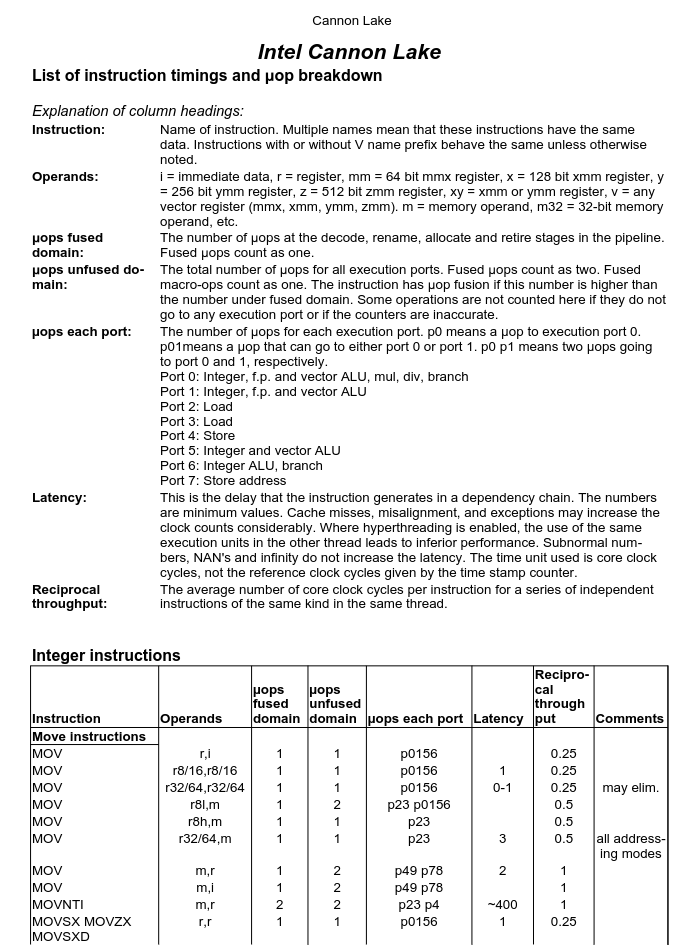 Cannon Lake
Intel Cannon Lake
List of instruction timings and µop breakdown
Explanation of column headings:
Instruction: Name of instruction. Multiple names mean that these instructions have the same
data. Instructions with or without V name prefix behave the same unless otherwise
noted.
Operands: i = immediate data, r = register, mm = 64 bit mmx register, x = 128 bit xmm register, y
= 256 bit ymm register, z = 512 bit zmm register, xy = xmm or ymm register, v = any
vector register (mmx, xmm, ymm, zmm). m = memory operand, m32 = 32-bit memory
operand, etc.
µops fused The number of µops at the decode, rename, allocate and retire stages in the pipeline.
domain: Fused µops count as one.
µops unfused do- The total number of µops for all execution ports. Fused µops count as two. Fused
main: macro-ops count as one. The instruction has µop fusion if this number is higher than
the number under fused domain. Some operations are not counted here if they do not
go to any execution port or if the counters are inaccurate.
µops each port: The number of µops for each execution port. p0 means a µop to execution port 0.
p01means a µop that can go to either port 0 or port 1. p0 p1 means two µops going
to port 0 and 1, respectively.
Port 0: Integer, f.p. and vector ALU, mul, div, branch
Port 1: Integer, f.p. and vector ALU
Port 2: Load
Port 3: Load
Port 4: Store
Port 5: Integer and vector ALU
Port 6: Integer ALU, branch
Port 7: Store address
Latency: This is the delay that the instruction generates in a dependency chain. The numbers
are minimum values. Cache misses, misalignment, and exceptions may increase the
clock counts considerably. Where hyperthreading is enabled, the use of the same
execution units in the other thread leads to inferior performance. Subnormal num-
bers, NAN's and infinity do not increase the latency. The time unit used is core clock
cycles, not the reference clock cycles given by the time stamp counter.
Reciprocal The average number of core clock cycles per instruction for a series of independent
throughput: instructions of the same kind in the same thread.
Integer instructions
Recipro-
µops µops cal
fused unfused through
Instruction Operands domain domain µops each port Latency put Comments
Move instructions
MOV r,i 1 1 p0156 0.25
MOV r8/16,r8/16 1 1 p0156 1 0.25
MOV r32/64,r32/64 1 1 p0156 0-1 0.25 may elim.
MOV r8l,m 1 2 p23 p0156 0.5
MOV r8h,m 1 1 p23 0.5
MOV r32/64,m 1 1 p23 3 0.5 all address-
ing modes
MOV m,r 1 2 p49 p78 2 1
MOV m,i 1 2 p49 p78 1
MOVNTI m,r 2 2 p23 p4 ~400 1
MOVSX MOVZX r,r 1 1 p0156 1 0.25
MOVSXD